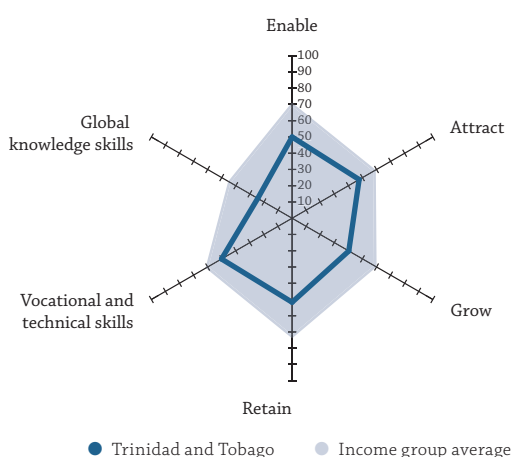 Enable
100
90
80
70
60
50
40
30
20
10
Attract
Global
knowledge skills
Vocational and
technical skills
Grow
Retain
Trinidad and Tobago
Income group average